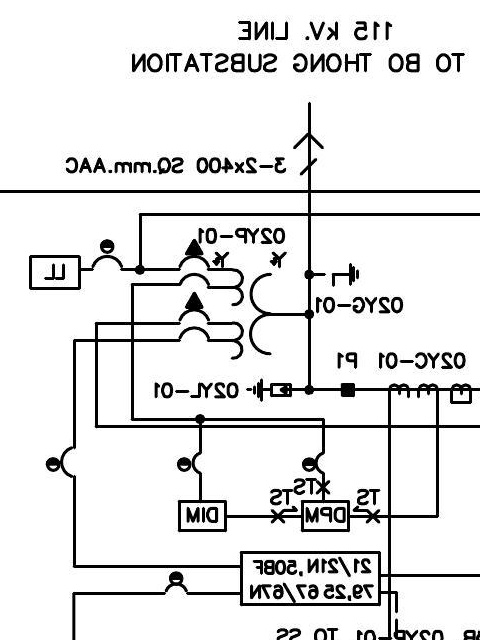 115 kV. LINE
TO BO THONG SUBSTATION
3-2x400 SQ.mm.AAC
02YP-01
LL
02YG-01
02YC-01 P1
02YL-01
TS
TS
TS
DPM
DIM
21/21N,50BF
79,25 67/67N
02YP-01 TO SS